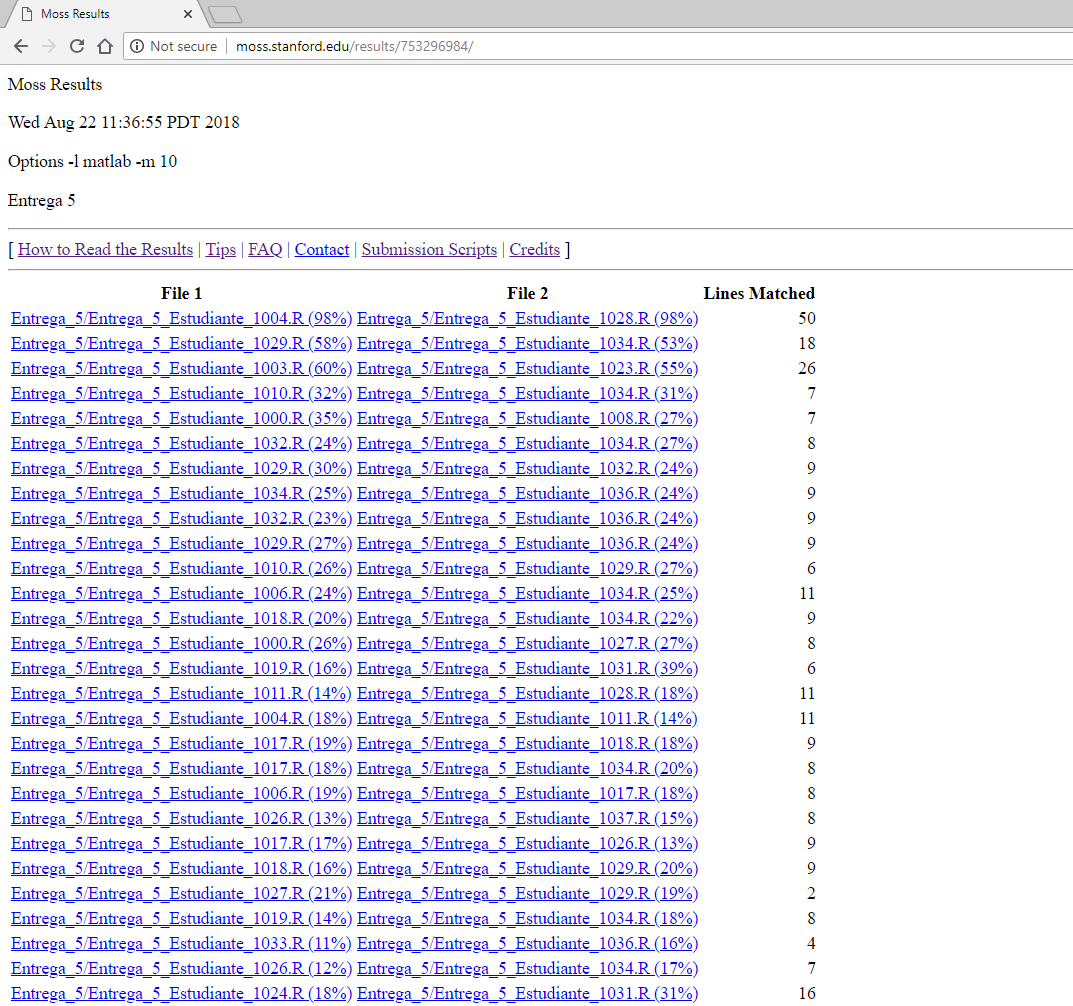 Moss Results
Not secure | moss.stanford.edu/results/753296984/
Moss Results
Wed Aug 22 11:36:55 PDT 2018
Options -l matlab -m 10
Entrega 5
[ How to Read the Results | Tips | FAQ | Contact | Submission Scripts | Credits ]
File 1 File 2 Lines Matched
Entrega_5/Entrega_5_Estudiante_1004.R (98%) Entrega_5/Entrega_5_Estudiante_1028.R (98%) 50
Entrega_5/Entrega_5_Estudiante_1029.R (58%) Entrega_5/Entrega_5_Estudiante_1034.R (53%) 18
Entrega_5/Entrega_5_Estudiante_1003.R (60%) Entrega_5/Entrega_5_Estudiante_1023.R (55%) 26
Entrega_5/Entrega_5_Estudiante_1010.R (32%) Entrega_5/Entrega_5_Estudiante_1034.R (31%) 7
Entrega_5/Entrega_5_Estudiante_1000.R (35%) Entrega_5/Entrega_5_Estudiante_1008.R (27%) 7
Entrega_5/Entrega_5_Estudiante_1032.R (24%) Entrega_5/Entrega_5_Estudiante_1034.R (27%) 8
Entrega_5/Entrega_5_Estudiante_1029.R (30%) Entrega_5/Entrega_5_Estudiante_1032.R (24%) 9
Entrega_5/Entrega_5_Estudiante_1034.R (25%) Entrega_5/Entrega_5_Estudiante_1036.R (24%) 9
Entrega_5/Entrega_5_Estudiante_1032.R (23%) Entrega_5/Entrega_5_Estudiante_1036.R (24%) 9
Entrega_5/Entrega_5_Estudiante_1029.R (27%) Entrega_5/Entrega_5_Estudiante_1036.R (24%) 9
Entrega_5/Entrega_5_Estudiante_1010.R (26%) Entrega_5/Entrega_5_Estudiante_1029.R (27%) 6
Entrega_5/Entrega_5_Estudiante_1006.R (24%) Entrega_5/Entrega_5_Estudiante_1034.R (25%) 11
Entrega_5/Entrega_5_Estudiante_1018.R (20%) Entrega_5/Entrega_5_Estudiante_1034.R (22%) 9
Entrega_5/Entrega_5_Estudiante_1000.R (26%) Entrega_5/Entrega_5_Estudiante_1027.R (27%) 8
Entrega_5/Entrega_5_Estudiante_1019.R (16%) Entrega_5/Entrega_5_Estudiante_1031.R (39%) 6
Entrega_5/Entrega_5_Estudiante_1011.R (14%) Entrega_5/Entrega_5_Estudiante_1028.R (18%) 11
Entrega_5/Entrega_5_Estudiante_1004.R (18%) Entrega_5/Entrega_5_Estudiante_1011.R (14%) 11
Entrega_5/Entrega_5_Estudiante_1017.R (19%) Entrega_5/Entrega_5_Estudiante_1018.R (18%) 9
Entrega_5/Entrega_5_Estudiante_1017.R (18%) Entrega_5/Entrega_5_Estudiante_1034.R (20%) 8
Entrega_5/Entrega_5_Estudiante_1006.R (19%) Entrega_5/Entrega_5_Estudiante_1017.R (18%) 8
Entrega_5/Entrega_5_Estudiante_1026.R (13%) Entrega_5/Entrega_5_Estudiante_1037.R (15%) 8
Entrega_5/Entrega_5_Estudiante_1017.R (17%) Entrega_5/Entrega_5_Estudiante_1026.R (13%) 9
Entrega_5/Entrega_5_Estudiante_1018.R (16%) Entrega_5/Entrega_5_Estudiante_1029.R (20%) 9
Entrega_5/Entrega_5_Estudiante_1027.R (21%) Entrega_5/Entrega_5_Estudiante_1029.R (19%) 2
Entrega_5/Entrega_5_Estudiante_1019.R (14%) Entrega_5/Entrega_5_Estudiante_1034.R (18%) 8
Entrega_5/Entrega_5_Estudiante_1033.R (11%) Entrega_5/Entrega_5_Estudiante_1036.R (16%) 4
Entrega_5/Entrega_5_Estudiante_1026.R (12%) Entrega_5/Entrega_5_Estudiante_1034.R (17%) 7
Entrega_5/Entrega_5_Estudiante_1024.R (18%) Entrega_5/Entrega_5_Estudiante_1031.R (31%) 16